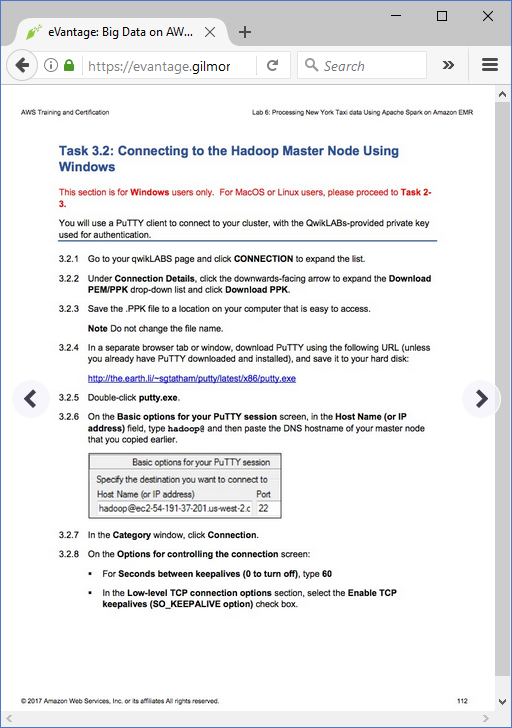 eVantage: Big Data on AW...
https://evantage.gilmor
Search
AWS Training and Certification
Lab 6: Processing New York Taxi data Using Apache Spark on Amazon EMR
Task 3.2: Connecting to the Hadoop Master Node Using
Windows
This section is for Windows users only. For MacOS or Linux users, please proceed to Task 2-
3.
You will use a PuTTY client to connect to your cluster, with the QwikLABs-provided private key
used for authentication.
3.2.1 Go to your qwikLABS page and click CONNECTION to expand the list.
3.2.2 Under Connection Details, click the downwards-facing arrow to expand the Download
PEM/PPK drop-down list and click Download PPK.
3.2.3 Save the .PPK file to a location on your computer that is easy to access.
Note Do not change the file name.
3.2.4 In a separate browser tab or window, download PuTTY using the following URL (unless
you already have PuTTY downloaded and installed), and save it to your hard disk:
http://the.earth.li/~sgtatham/putty/latest/x86/putty.exe
3.2.5 Double-click putty.exe.
3.2.6 On the Basic options for your PuTTY session screen, in the Host Name (or IP
address) field, type hadoop@ and then paste the DNS hostname of your master node
that you copied earlier.
Basic options for your PuTTY session
Specify the destination you want to connect to
Host Name (or IP address) Port
hadoop@ec2-54-191-37-201.us-west-2.c 22
3.2.7 In the Category window, click Connection.
3.2.8 On the Options for controlling the connection screen:
▪ For Seconds between keepalives (0 to turn off), type 60
▪ In the Low-level TCP connection options section, select the Enable TCP
keepalives (SO_KEEPALIVE option) check box.
© 2017 Amazon Web Services, Inc. or its affiliates All rights reserved.
112